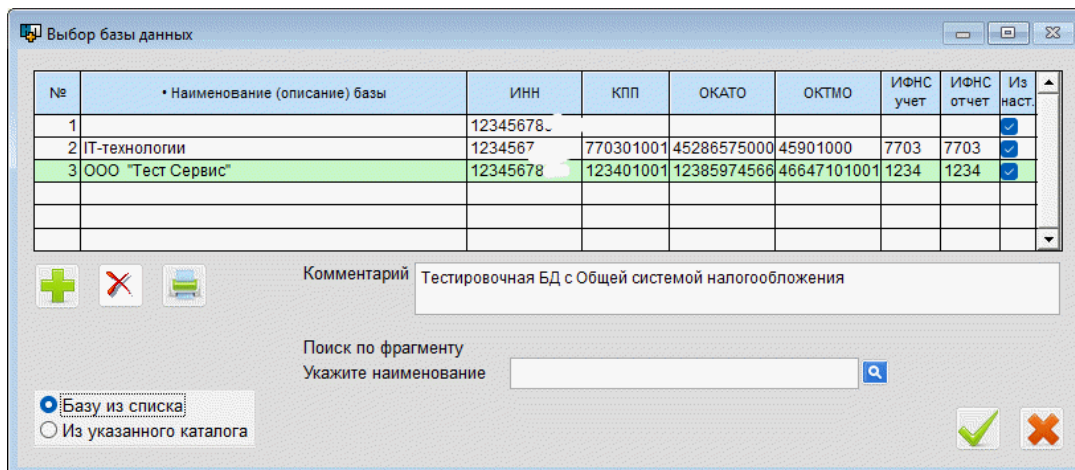 Выбор базы данных
№ • Наименование (описание) базы ИНН КПП ОКАТО ОКТМО ИФНС учет ИФНС отчет Из наст.
1 123456785
2 IT-технологии 1234567 770301001 45286575000 45901000 7703 7703
3 ООО "Тест Сервис" 12345678 123401001 12385974566 46647101001 1234 1234
Комментарий Тестировочная БД с Общей системой налогообложения
Поиск по фрагменту
Укажите наименование
Базу из списка
Из указанного каталога